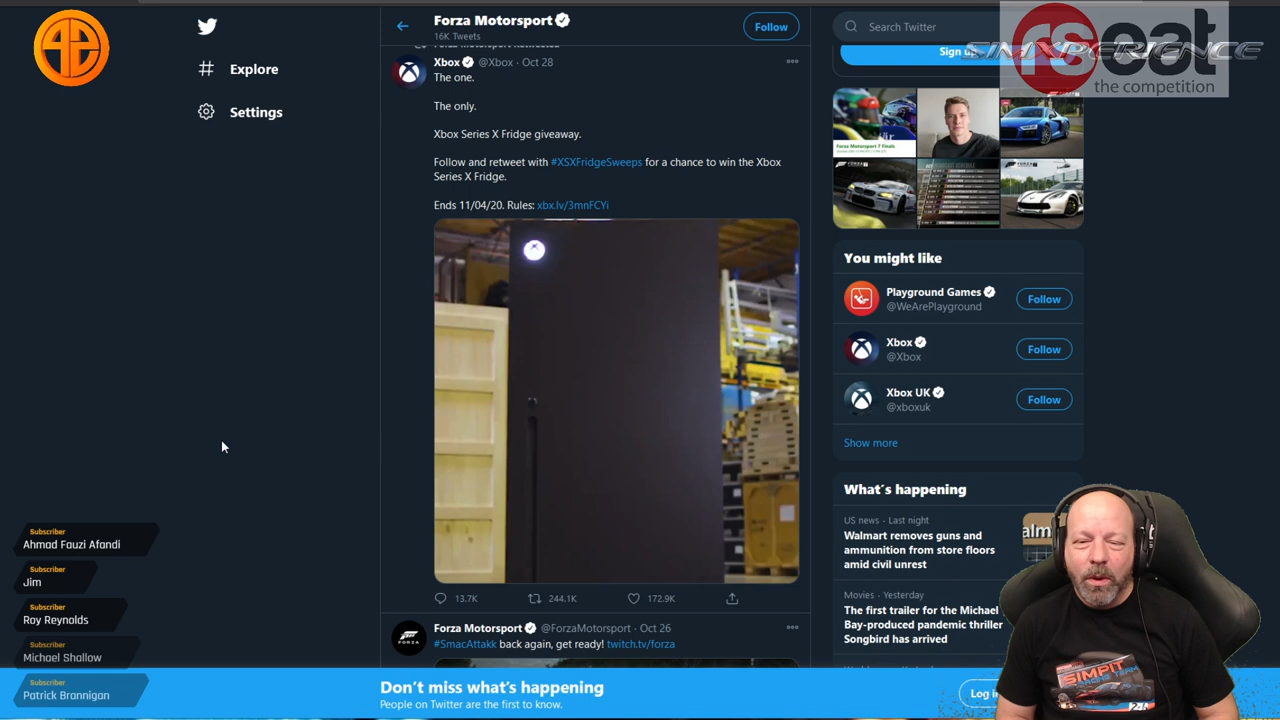 Forza Motorsport
16K Tweets
Follow
Search Twitter
Sign up
SIMXPERIENCE
rseat
the competition
Explore
Settings
Forza Motorsport Retweeted
Xbox @Xbox · Oct 28
The one.
The only.
Xbox Series X Fridge giveaway.
Follow and retweet with #XSXFridgeSweeps for a chance to win the Xbox
Series X Fridge.
Ends 11/04/20. Rules: xbx.lv/3mnFCYi
13.7K 244.1K 172.9K
Forza Motorsport @ForzaMotorsport · Oct 26
#SmacAttakk back again, get ready! twitch.tv/forza
You might like
Playground Games
@WeArePlayground
Follow
Xbox
@Xbox
Follow
Xbox UK
@xboxuk
Follow
Show more
What's happening
US news · Last night
Walmart removes guns and
ammunition from store floors
amid civil unrest
Movies · Yesterday
The first trailer for the Michael
Bay-produced pandemic thriller
Songbird has arrived
Subscriber
Ahmad Fauzi Afandi
Subscriber
Jim
Subscriber
Roy Reynolds
Subscriber
Michael Shallow
Subscriber
Patrick Brannigan
Don't miss what's happening
People on Twitter are the first to know.
Log in
SIMPIT
RACING TEAM